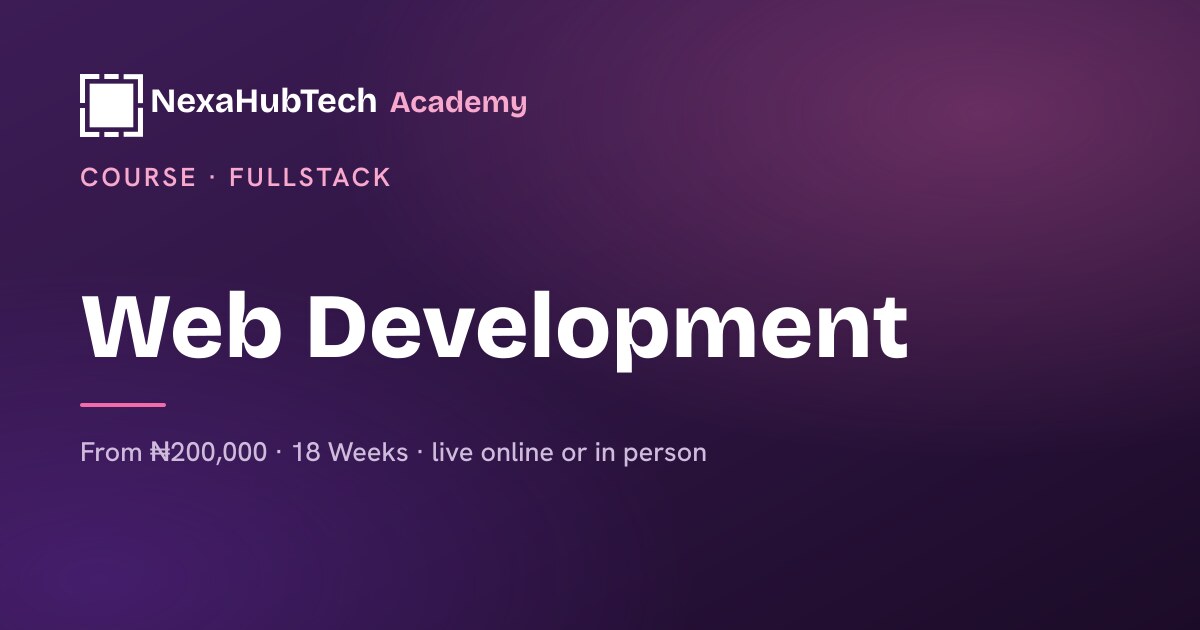 NexaHubTech Academy
COURSE · FULLSTACK
Web Development
From ₦200,000 · 18 Weeks · live online or in person